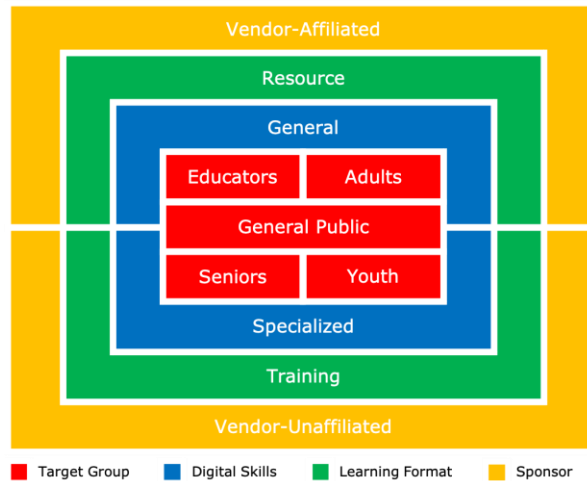 Vendor-Affiliated
Resource
General
Educators Adults
General Public
Seniors Youth
Specialized
Training
Vendor-Unaffiliated
Target Group Digital Skills Learning Format Sponsor